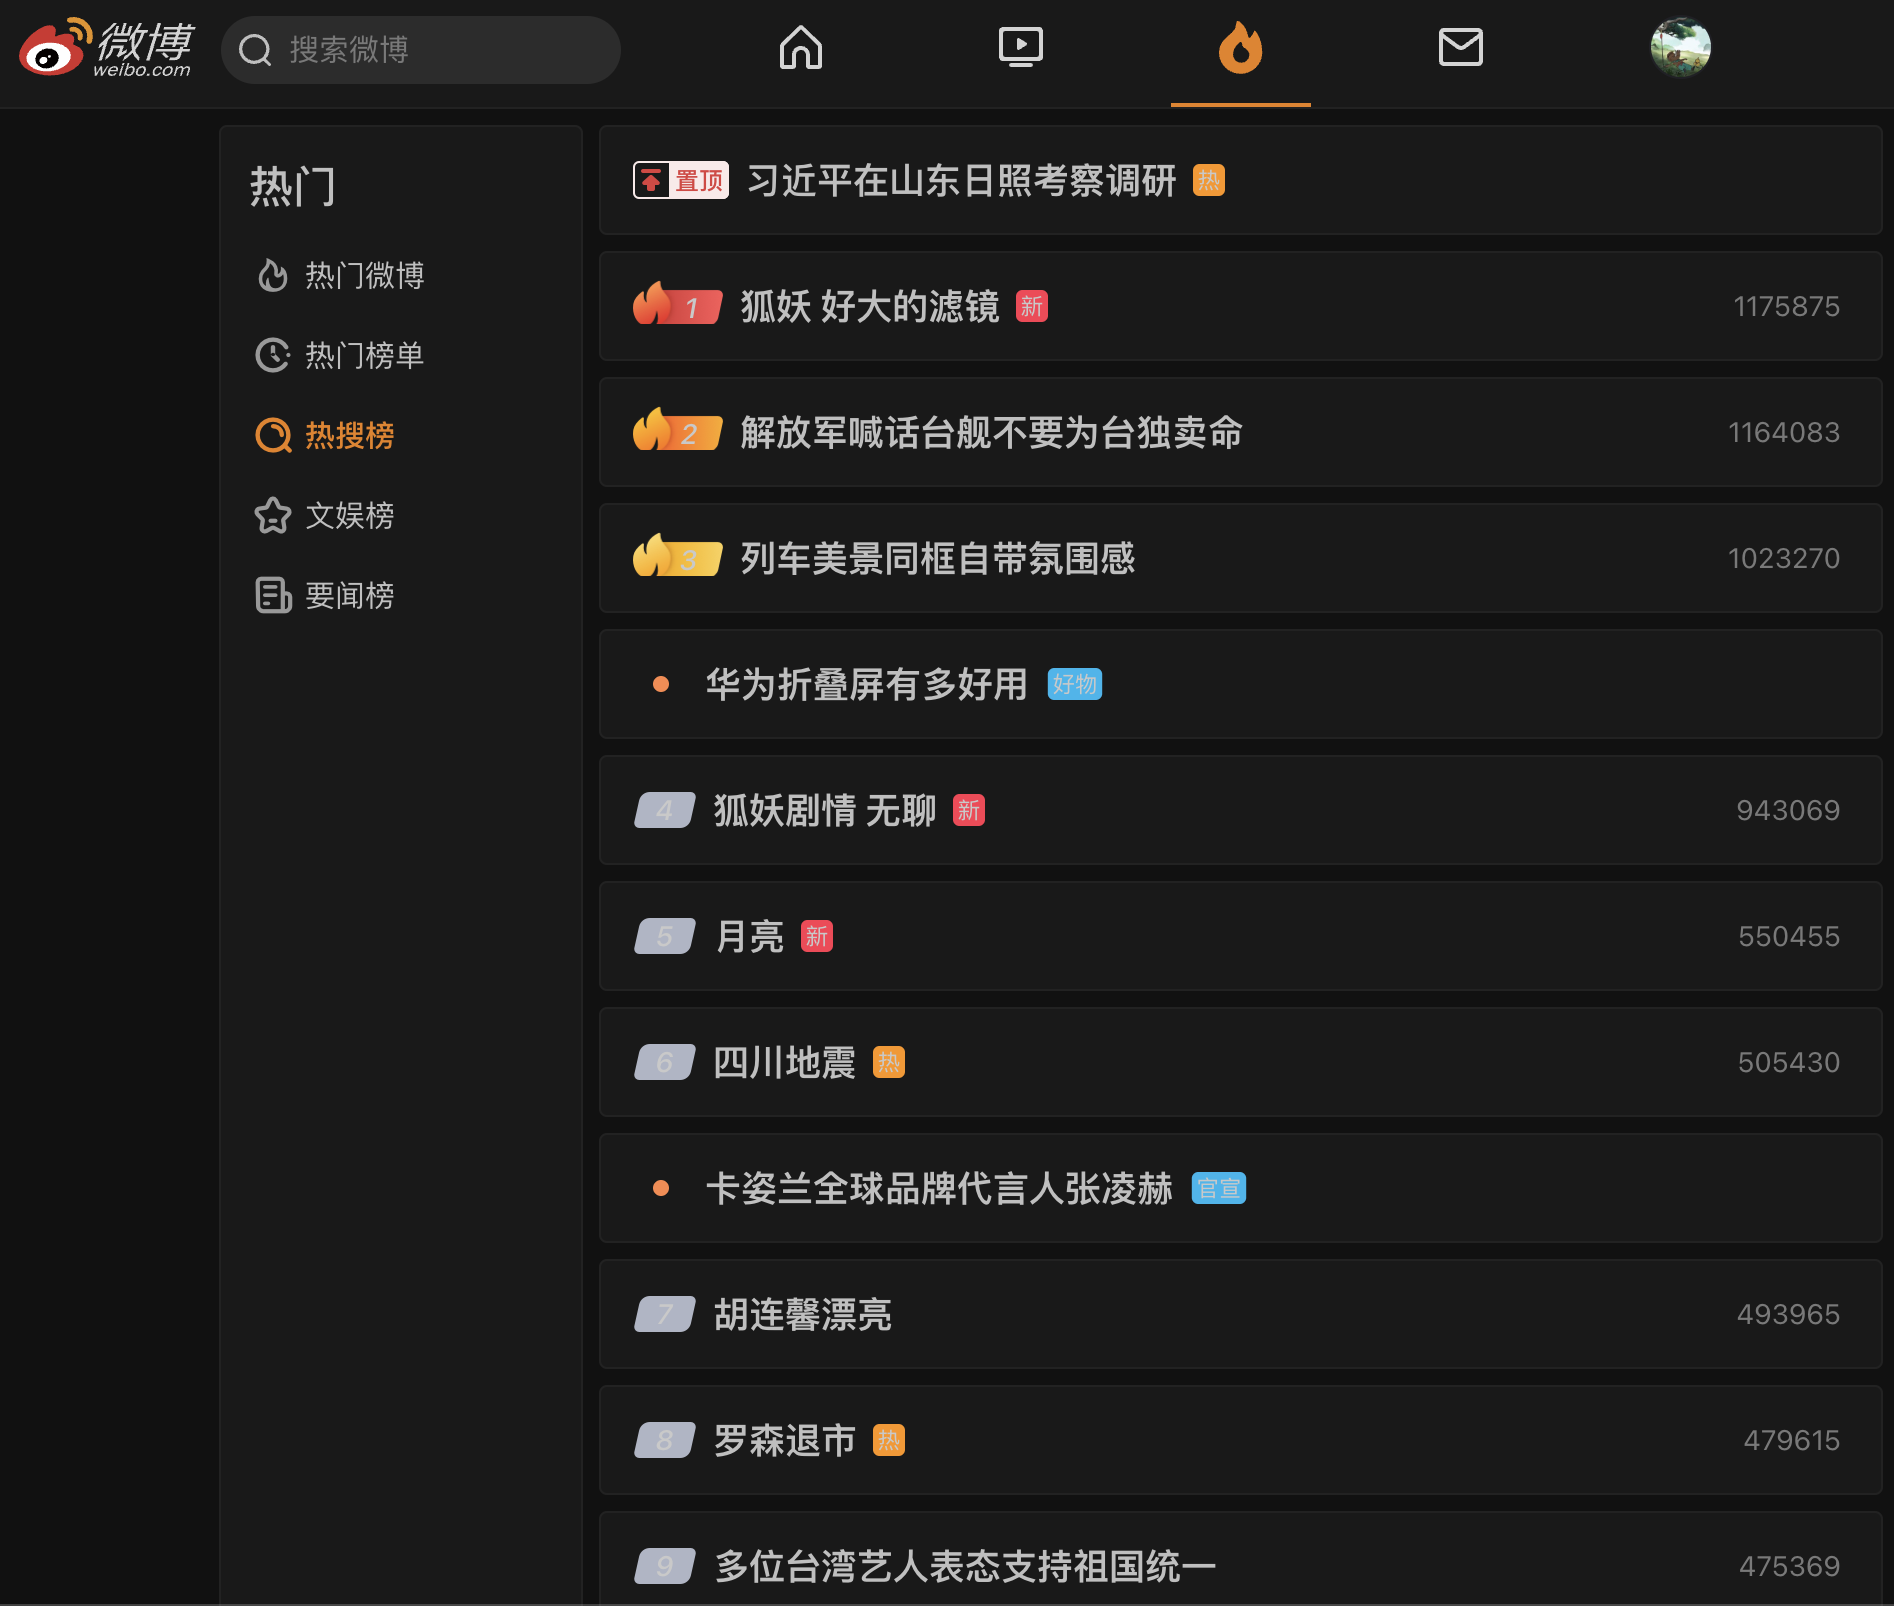 微博
weibo.com
搜索微博
热门
热门微博
热门榜单
热搜榜
文娱榜
要闻榜
置顶 习近平在山东日照考察调研 热
1 狐妖 好大的滤镜 新 1175875
2 解放军喊话台舰不要为台独卖命 1164083
3 列车美景同框自带氛围感 1023270
华为折叠屏有多好用 好物
4 狐妖剧情 无聊 新 943069
5 月亮 新 550455
6 四川地震 热 505430
卡姿兰全球品牌代言人张凌赫 官宣
7 胡连馨漂亮 493965
8 罗森退市 热 479615
9 多位台湾艺人表态支持祖国统一 475369